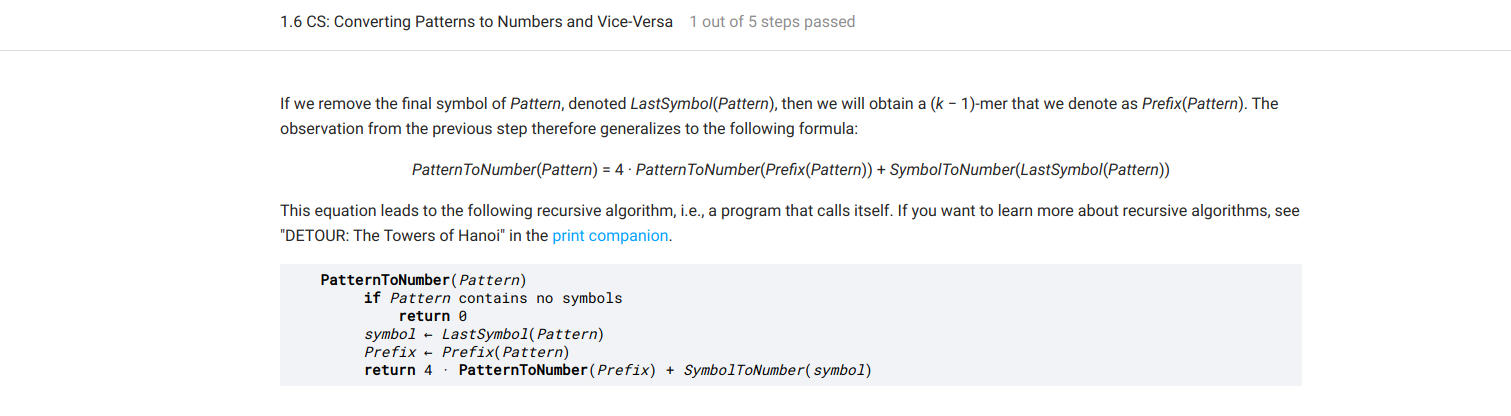 1.6 CS: Converting Patterns to Numbers and Vice-Versa 1 out of 5 steps passed
If we remove the final symbol of Pattern, denoted LastSymbol(Pattern), then we will obtain a (k − 1)-mer that we denote as Prefix(Pattern). The
observation from the previous step therefore generalizes to the following formula:
PatternToNumber(Pattern) = 4 · PatternToNumber(Prefix(Pattern)) + SymbolToNumber(LastSymbol(Pattern))
This equation leads to the following recursive algorithm, i.e., a program that calls itself. If you want to learn more about recursive algorithms, see
"DETOUR: The Towers of Hanoi" in the print companion.
PatternToNumber(Pattern)
if Pattern contains no symbols
return 0
symbol ← LastSymbol(Pattern)
Prefix ← Prefix(Pattern)
return 4 · PatternToNumber(Prefix) + SymbolToNumber(symbol)